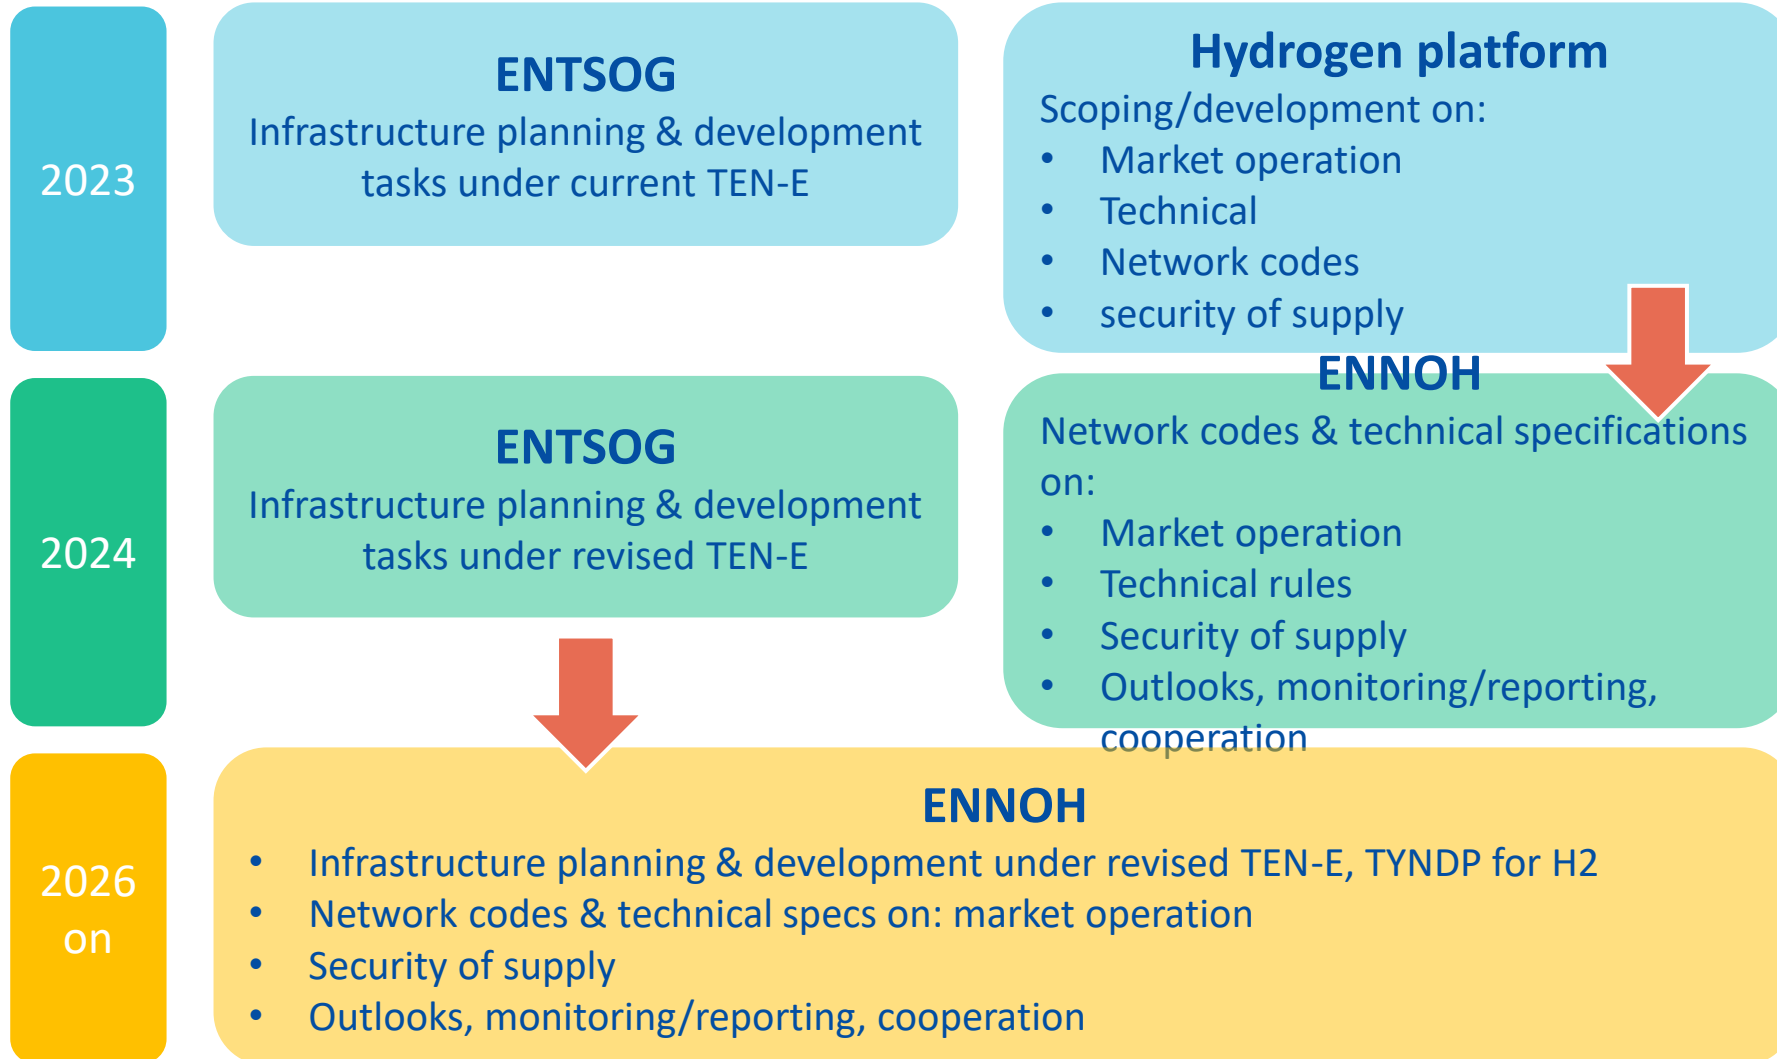 2023
ENTSOG
Infrastructure planning & development
tasks under current TEN-E
Hydrogen platform
Scoping/development on:
• Market operation
• Technical
• Network codes
• security of supply
2024
ENTSOG
Infrastructure planning & development
tasks under revised TEN-E
ENNOH
Network codes & technical specifications
on:
• Market operation
• Technical rules
• Security of supply
• Outlooks, monitoring/reporting,
cooperation
2026
on
ENNOH
• Infrastructure planning & development under revised TEN-E, TYNDP for H2
• Network codes & technical specs on: market operation
• Security of supply
• Outlooks, monitoring/reporting, cooperation